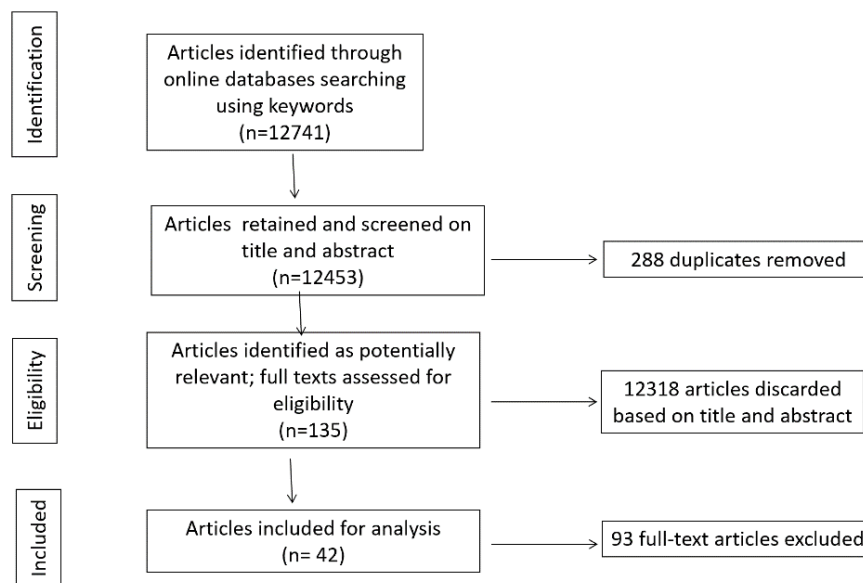 Identification
Articles identified through
online databases searching
using keywords
(n=12741)
Screening
Articles retained and screened on
title and abstract
(n=12453)
288 duplicates removed
Eligibility
Articles identified as potentially
relevant; full texts assessed for
eligibility
(n=135)
12318 articles discarded
based on title and abstract
Included
Articles included for analysis
(n= 42)
93 full-text articles excluded